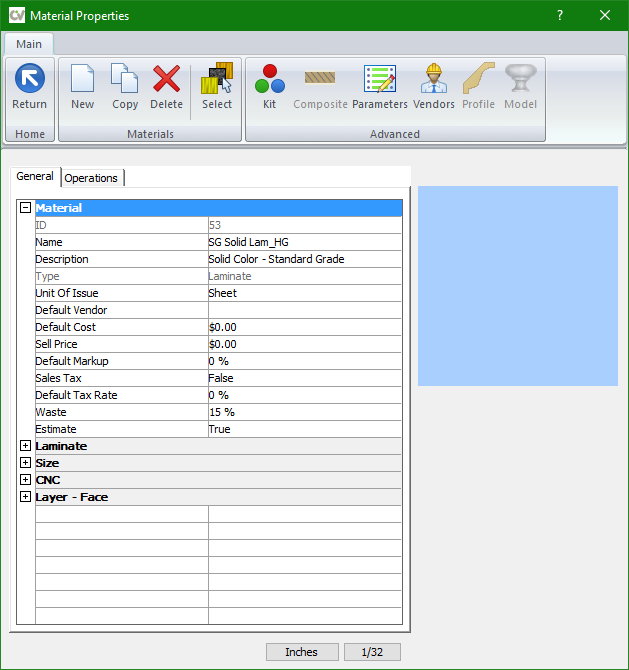 CV Material Properties ?
Main
Return New Copy Delete Select Kit Composite Parameters Vendors Profile Model
Home Materials Advanced
General Operations
Material
ID 53
Name SG Solid Lam_HG
Description Solid Color - Standard Grade
Type Laminate
Unit Of Issue Sheet
Default Vendor
Default Cost $0.00
Sell Price $0.00
Default Markup 0 %
Sales Tax False
Default Tax Rate 0 %
Waste 15 %
Estimate True
Laminate
Size
CNC
Layer - Face
Inches 1/32